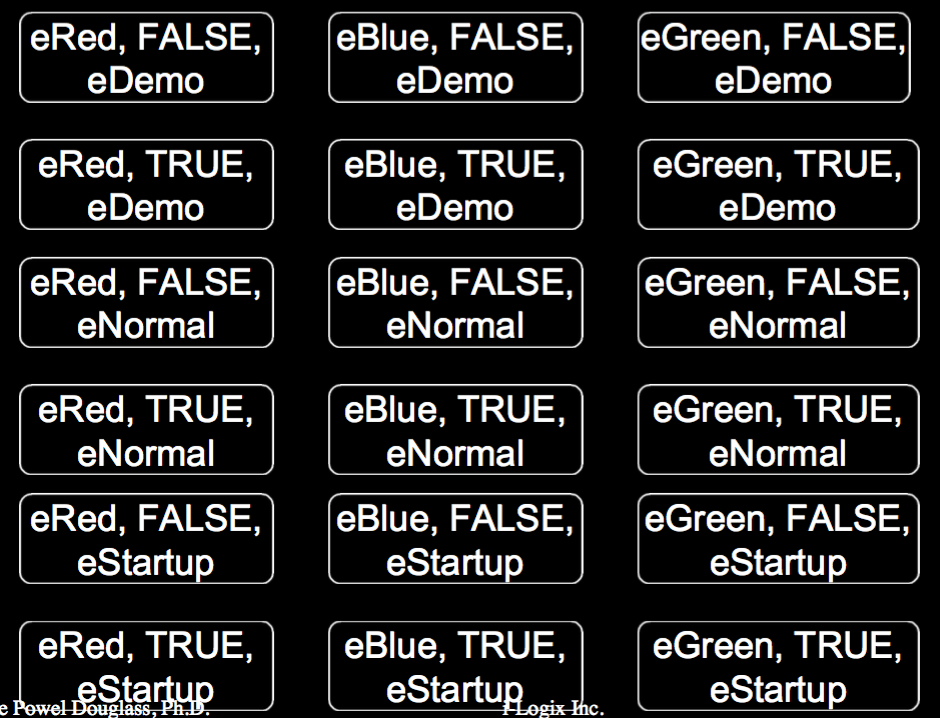 eRed, FALSE,
eDemo
eBlue, FALSE,
eDemo
eGreen, FALSE,
eDemo
eRed, TRUE,
eDemo
eBlue, TRUE,
eDemo
eGreen, TRUE,
eDemo
eRed, FALSE,
eNormal
eBlue, FALSE,
eNormal
eGreen, FALSE,
eNormal
eRed, TRUE,
eNormal
eBlue, TRUE,
eNormal
eGreen, TRUE,
eNormal
eRed, FALSE,
eStartup
eBlue, FALSE,
eStartup
eGreen, FALSE,
eStartup
eRed, TRUE,
eStartup
eBlue, TRUE,
eStartup
eGreen, TRUE,
eStartup
e Powel Douglass, Ph.D.
i-Logix Inc.